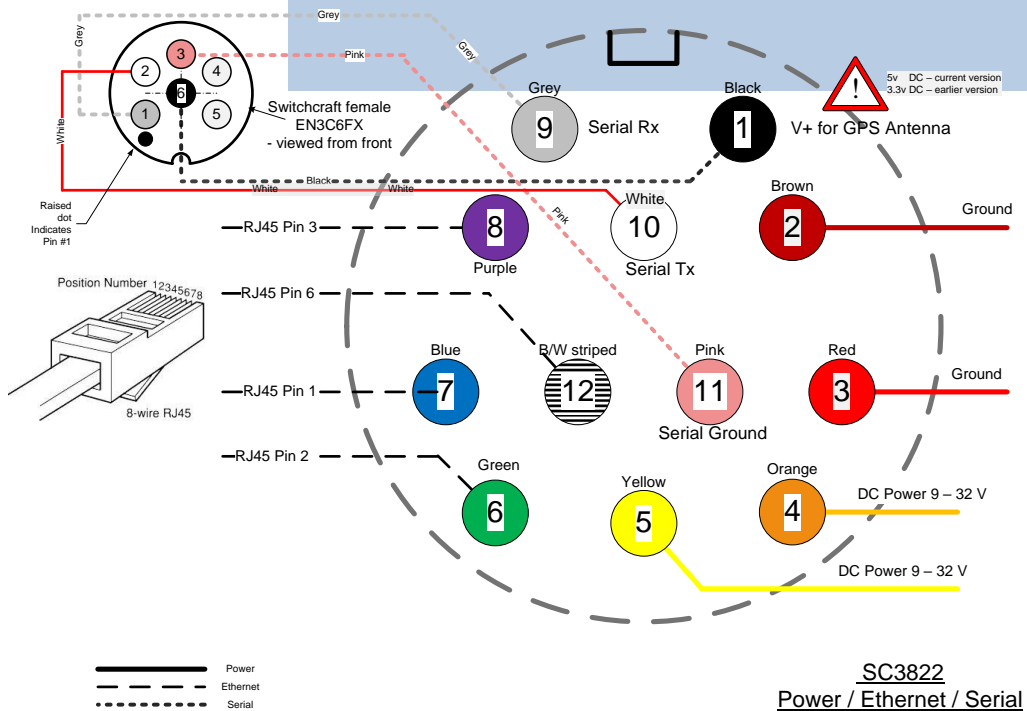 Grey
Grey
Pink
Grey
3
2
4
6
1
5
White
Switchcraft female
EN3C6FX
- viewed from front
Raised
dot
Indicates
Pin #1
Black
White
White
Pink
Grey
9
Serial Rx
Black
1
V+ for GPS Antenna
!
5v DC – current version
3.3v DC – earlier version
RJ45 Pin 3
8
Purple
White
10
Serial Tx
Brown
2
Ground
Position Number 12345678
8-wire RJ45
RJ45 Pin 6
RJ45 Pin 1
Blue
7
B/W striped
12
Pink
11
Serial Ground
Red
3
Ground
RJ45 Pin 2
Green
6
Yellow
5
Orange
4
DC Power 9 – 32 V
DC Power 9 – 32 V
Power
Ethernet
Serial
SC3822
Power / Ethernet / Serial